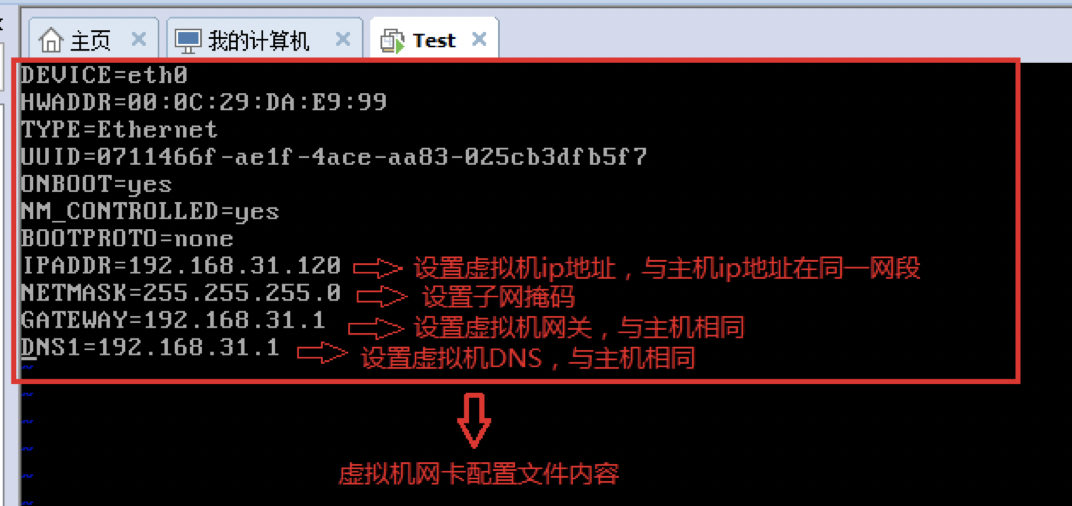 主页
我的计算机
Test
DEVICE=eth0
HWADDR=00:0C:29:DA:E9:99
TYPE=Ethernet
UUID=0711466f-ae1f-4ace-aa83-025cb3dfb5f7
ONBOOT=yes
NM_CONTROLLED=yes
BOOTPROTO=none
IPADDR=192.168.31.120 设置虚拟机ip地址，与主机ip地址在同一网段
NETMASK=255.255.255.0 设置子网掩码
GATEWAY=192.168.31.1 设置虚拟机网关，与主机相同
DNS1=192.168.31.1 设置虚拟机DNS，与主机相同
~
~
~
~
~
~
虚拟机网卡配置文件内容